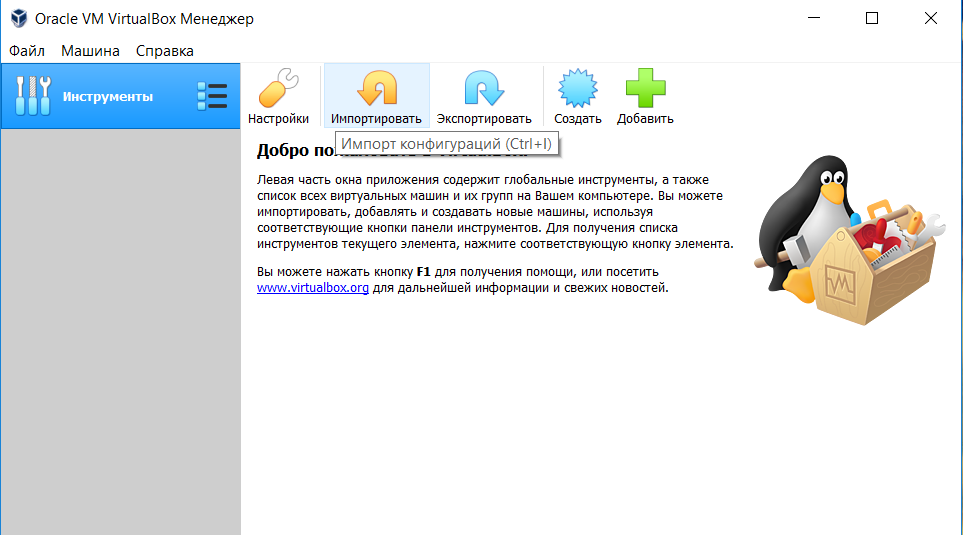 Oracle VM VirtualBox Менеджер
Файл Машина Справка
Инструменты
Настройки Импортировать Экспортировать Создать Добавить
Импорт конфигураций (Ctrl+I)
Добро
Левая часть окна приложения содержит глобальные инструменты, а также
список всех виртуальных машин и их групп на Вашем компьютере. Вы можете
импортировать, добавлять и создавать новые машины, используя
соответствующие кнопки панели инструментов. Для получения списка
инструментов текущего элемента, нажмите соответствующую кнопку элемента.
Вы можете нажать кнопку F1 для получения помощи, или посетить
www.virtualbox.org для дальнейшей информации и свежих новостей.